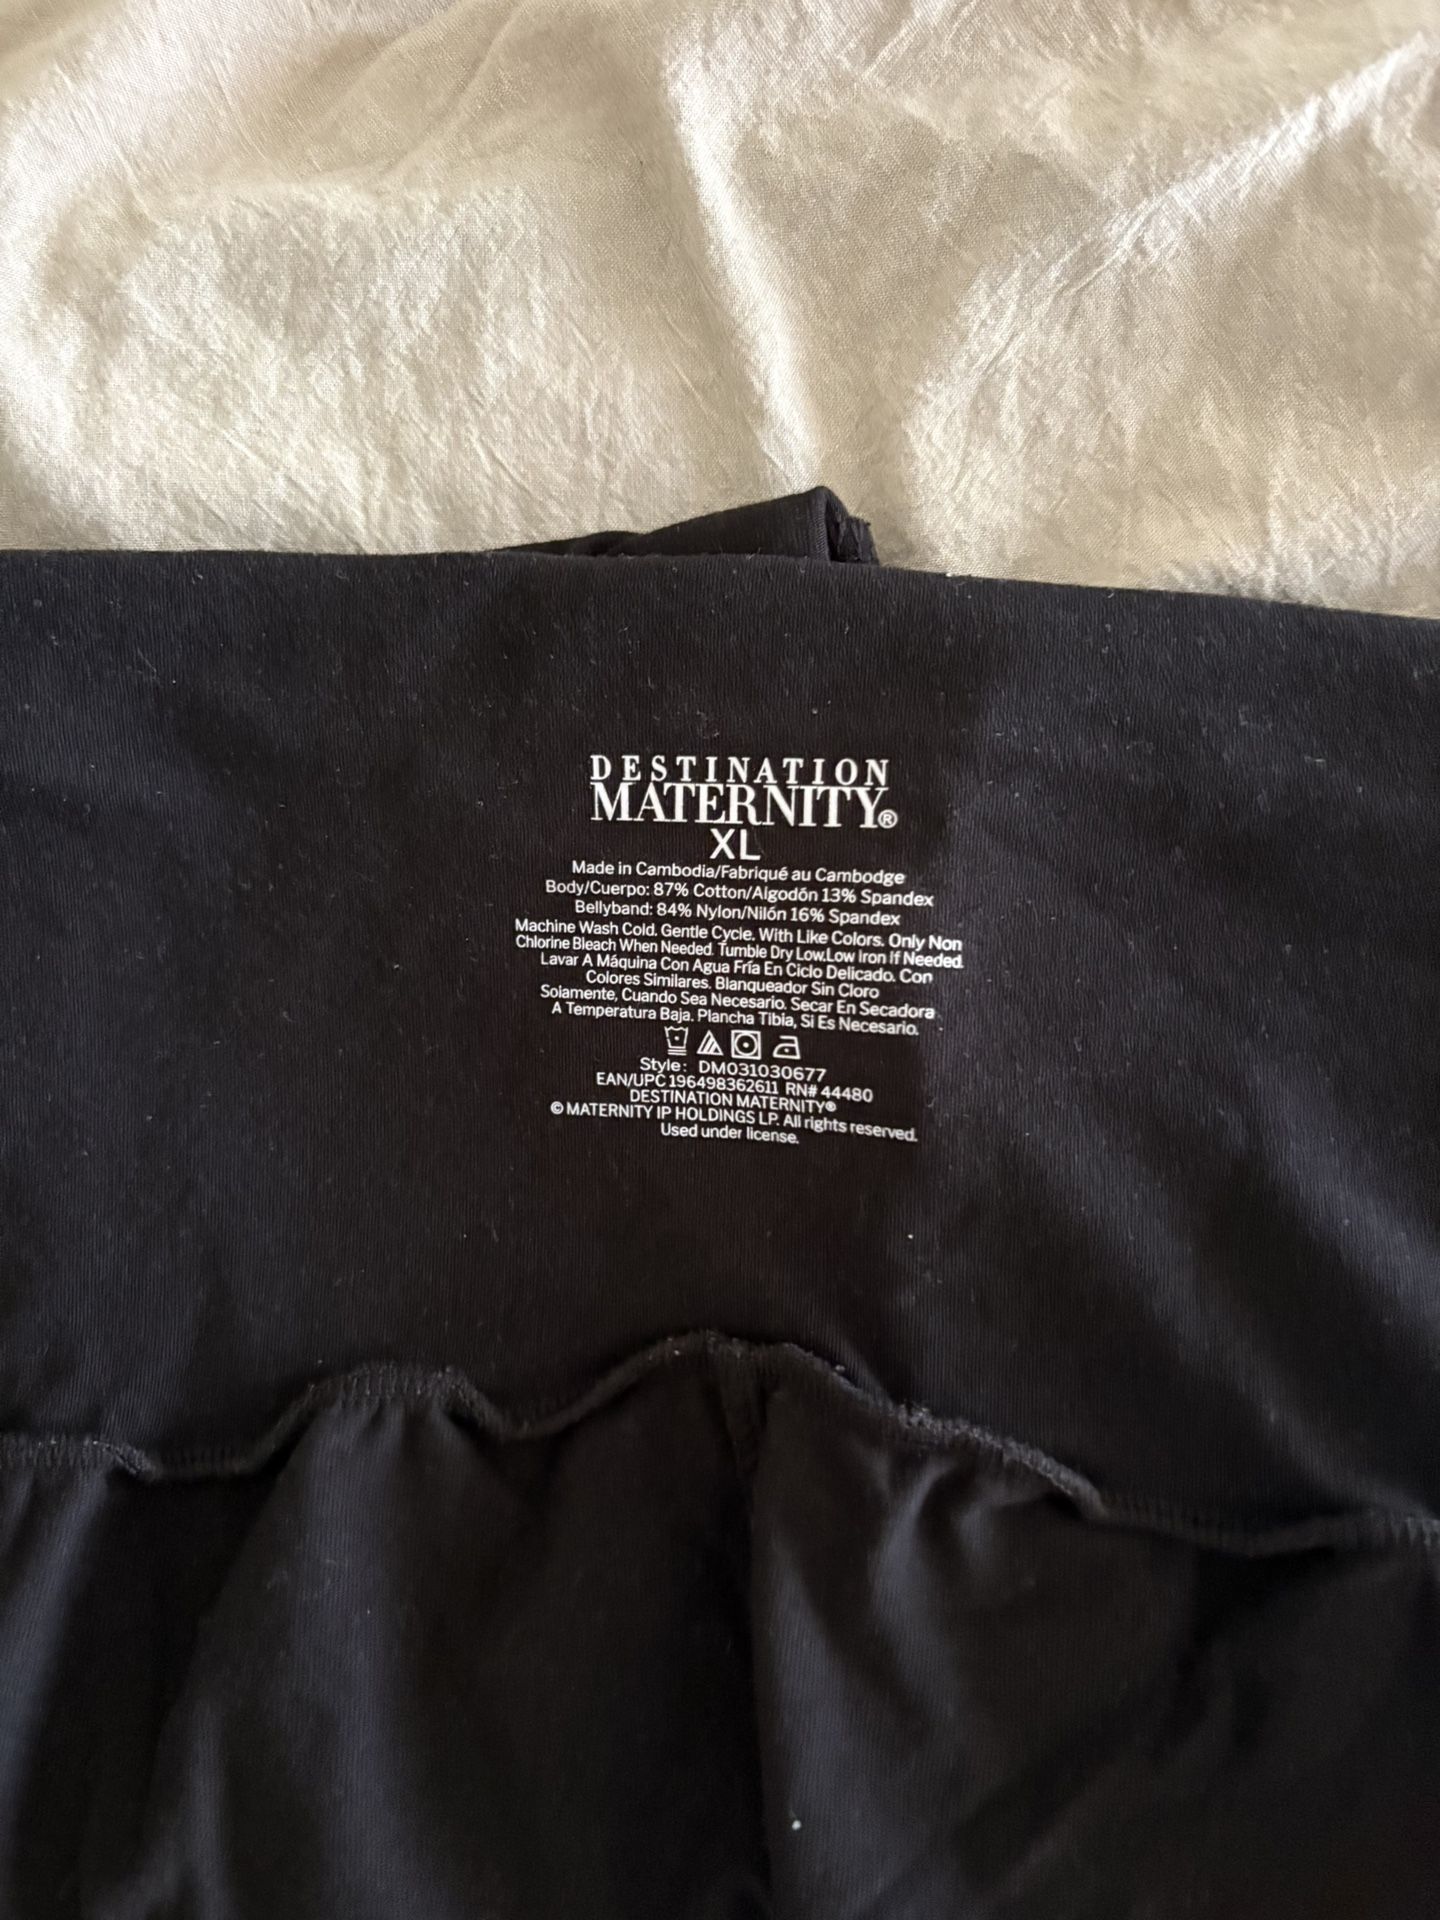 DESTINATION
MATERNITY®
XL
Made in Cambodia/Fabriqué au Cambodge
Body/Cuerpo: 87% Cotton/Algodón 13% Spandex
Bellyband: 84% Nylon/Nilón 16% Spandex
Machine Wash Cold. Gentle Cycle. With Like Colors. Only Non
Chlorine Bleach When Needed. Tumble Dry Low.Low Iron If Needed.
Lavar A Máquina Con Agua Fría En Ciclo Delicado. Con
Colores Similares. Blanqueador Sin Cloro
Solamente, Cuando Sea Necesario. Secar En Secadora
A Temperatura Baja. Plancha Tibia, Si Es Necesario.
Style: DM031030677
EAN/UPC 196498362611 RN# 44480
DESTINATION MATERNITY®
© MATERNITY IP HOLDINGS LP. All rights reserved.
Used under license.